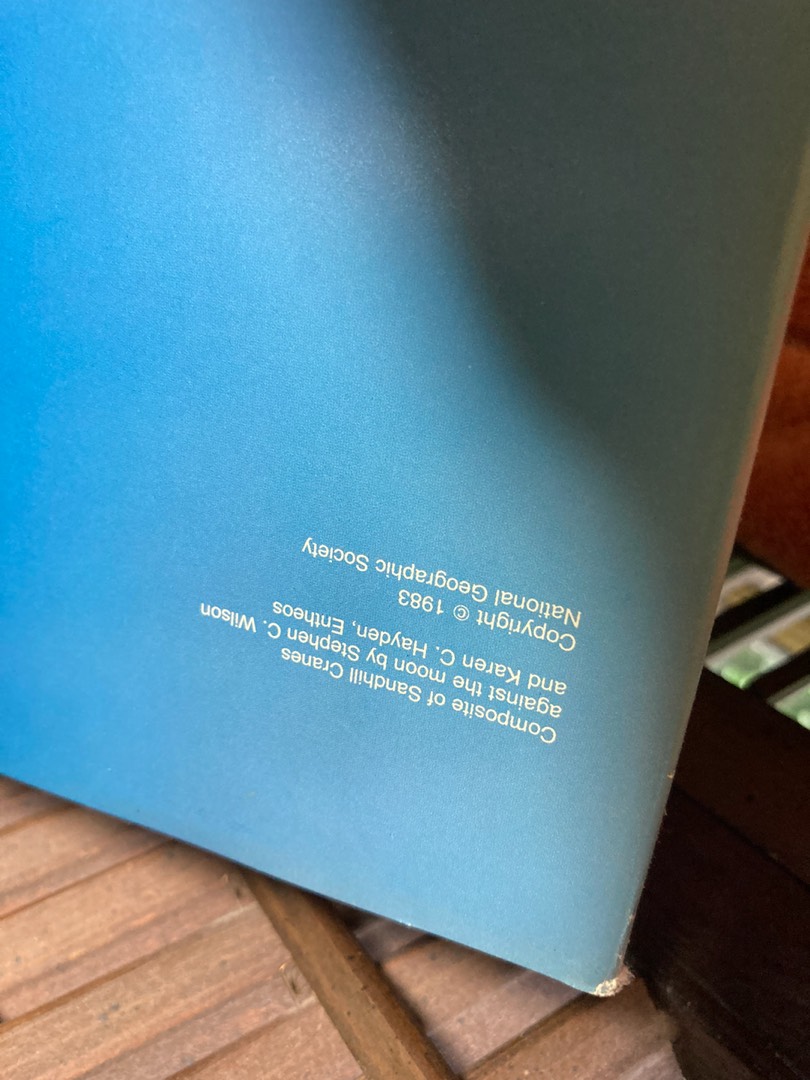 Composite of Sandhill Cranes
against the moon by Stephen C. Wilson
and Karen C. Hayden, Entheos
Copyright © 1983
National Geographic Society